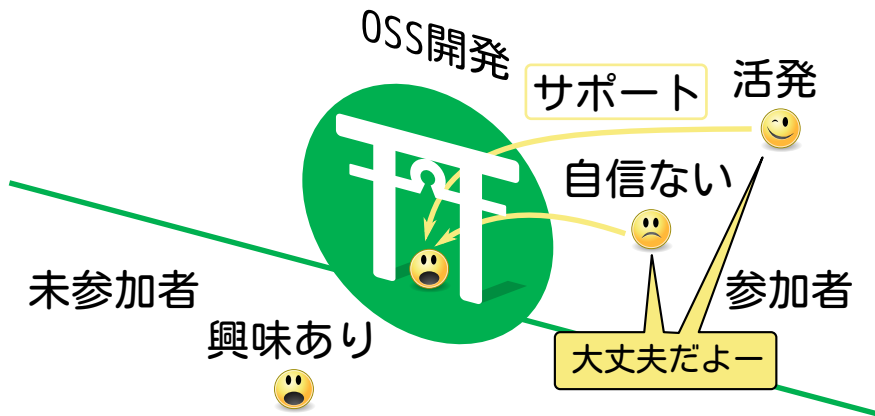 OSS開発
サポート
活発
自信ない
未参加者
参加者
興味あり
大丈夫だよー